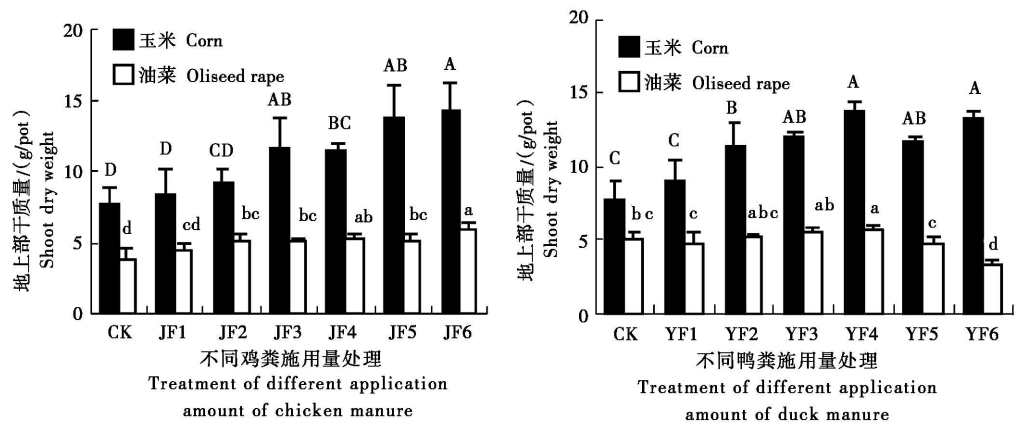 20
15
10
5
0
地上部干质量/(g/pot)
Shoot dry weight
玉米 Corn
油菜 Oliseed rape
D
D
CD
AB
BC
AB
A
d
cd
bc
bc
ab
bc
a
CK JF1 JF2 JF3 JF4 JF5 JF6
不同鸡粪施用量处理
Treatment of different application
amount of chicken manure
20
15
10
5
0
地上部干质量/(g/pot)
Shoot dry weight
玉米 Corn
油菜 Oliseed rape
C
C
B
AB
A
AB
A
b c
c
abc
ab
a
c
d
CK YF1 YF2 YF3 YF4 YF5 YF6
不同鸭粪施用量处理
Treatment of different application
amount of duck manure